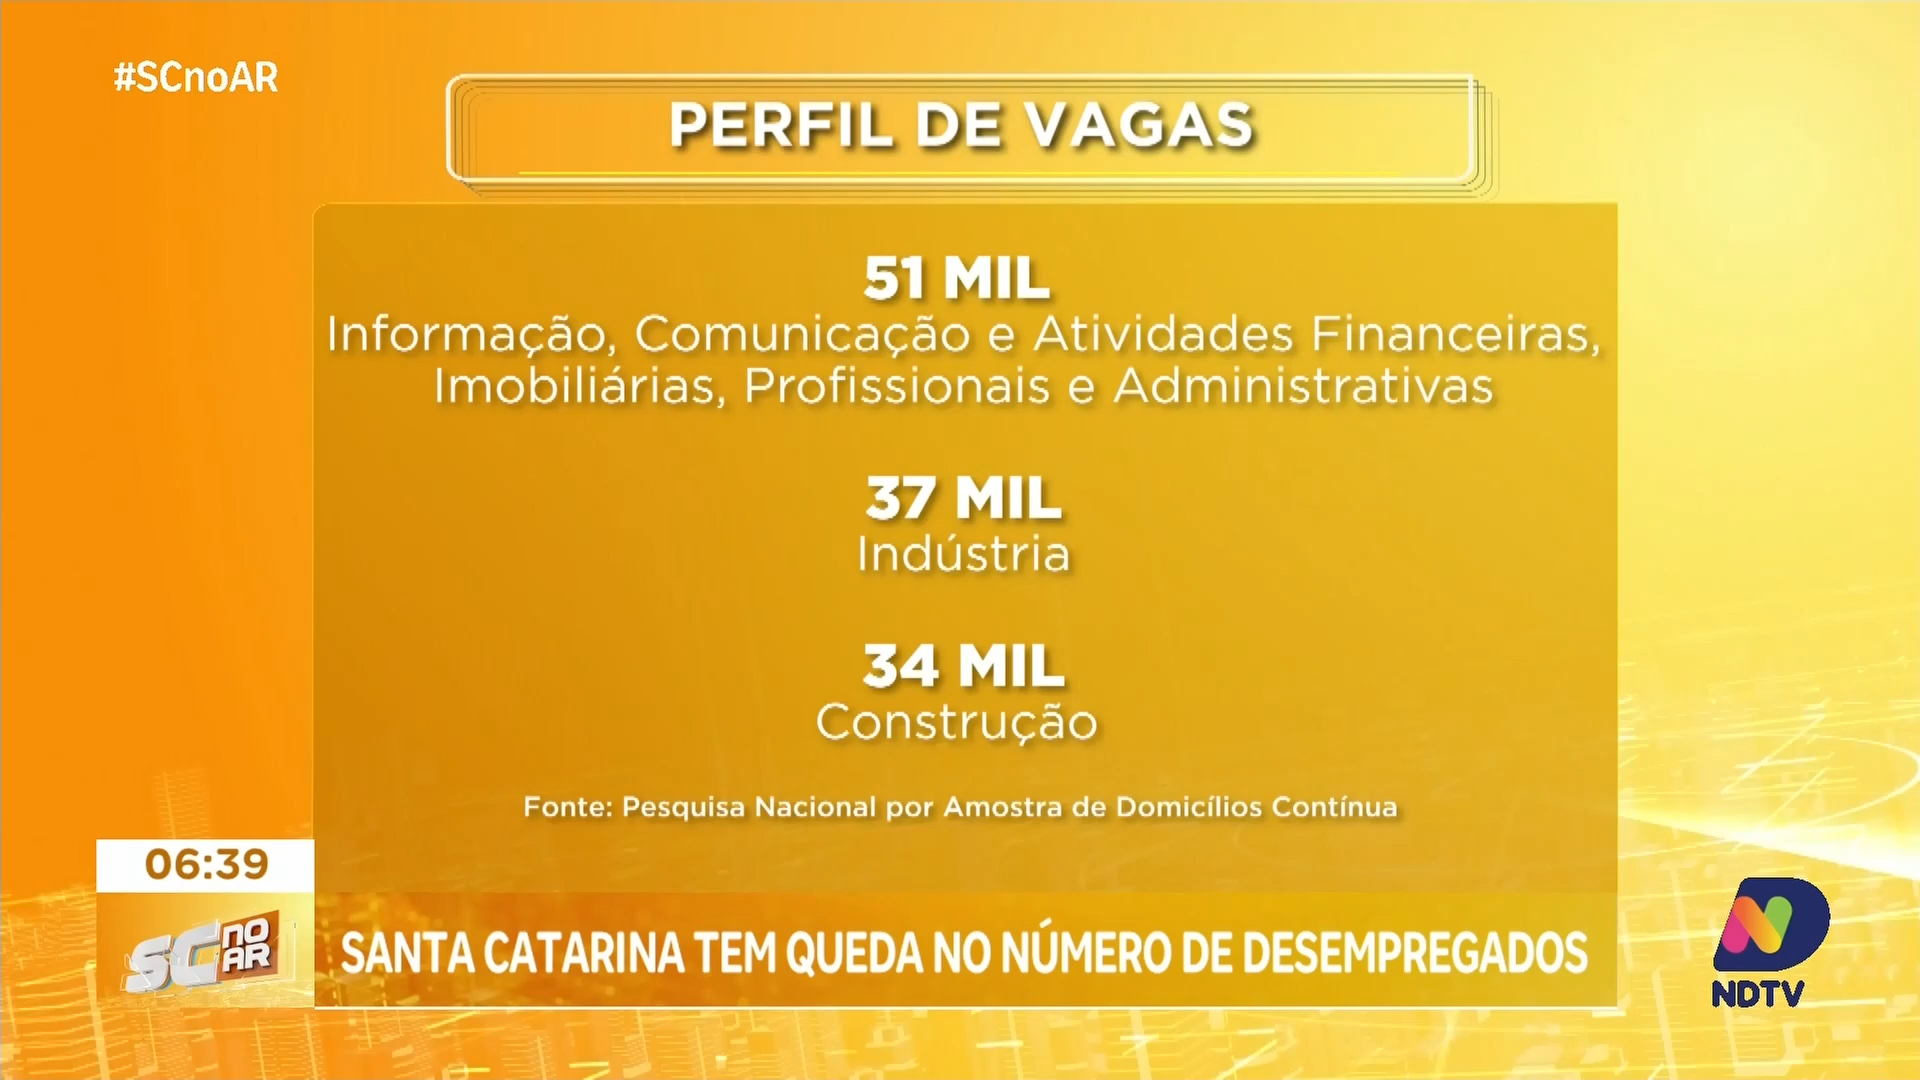 #SCnoAR
PERFIL DE VAGAS
51 MIL
Informação, Comunicação e Atividades Financeiras,
Imobiliárias, Profissionais e Administrativas
37 MIL
Indústria
34 MIL
Construção
Fonte: Pesquisa Nacional por Amostra de Domicílios Contínua
06:39
SC NO AR
SANTA CATARINA TEM QUEDA NO NÚMERO DE DESEMPREGADOS
NDTV